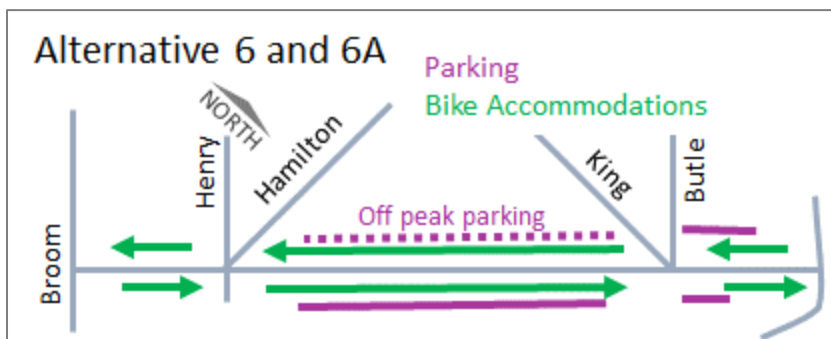 Alternative 6 and 6A
Parking
Bike Accommodations
NORTH
Henry
Hamilton
King
Butle
Off peak parking
Broom